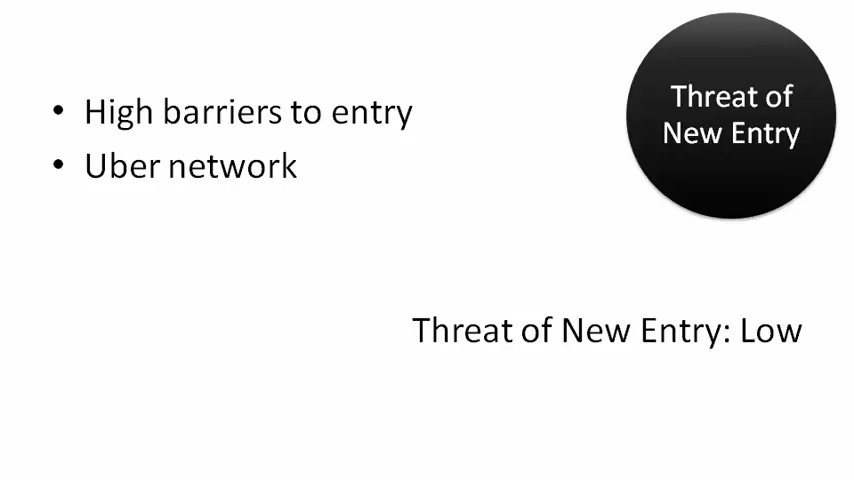 Threat of
New Entry
• High barriers to entry
• Uber network
Threat of New Entry: Low